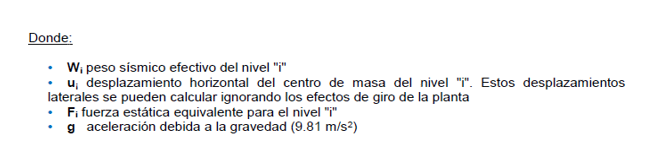 Donde:
• Wi peso sísmico efectivo del nivel "i"
• ui desplazamiento horizontal del centro de masa del nivel "i". Estos desplazamientos
laterales se pueden calcular ignorando los efectos de giro de la planta
• Fi fuerza estática equivalente para el nivel "i"
• g aceleración debida a la gravedad (9.81 m/s²)